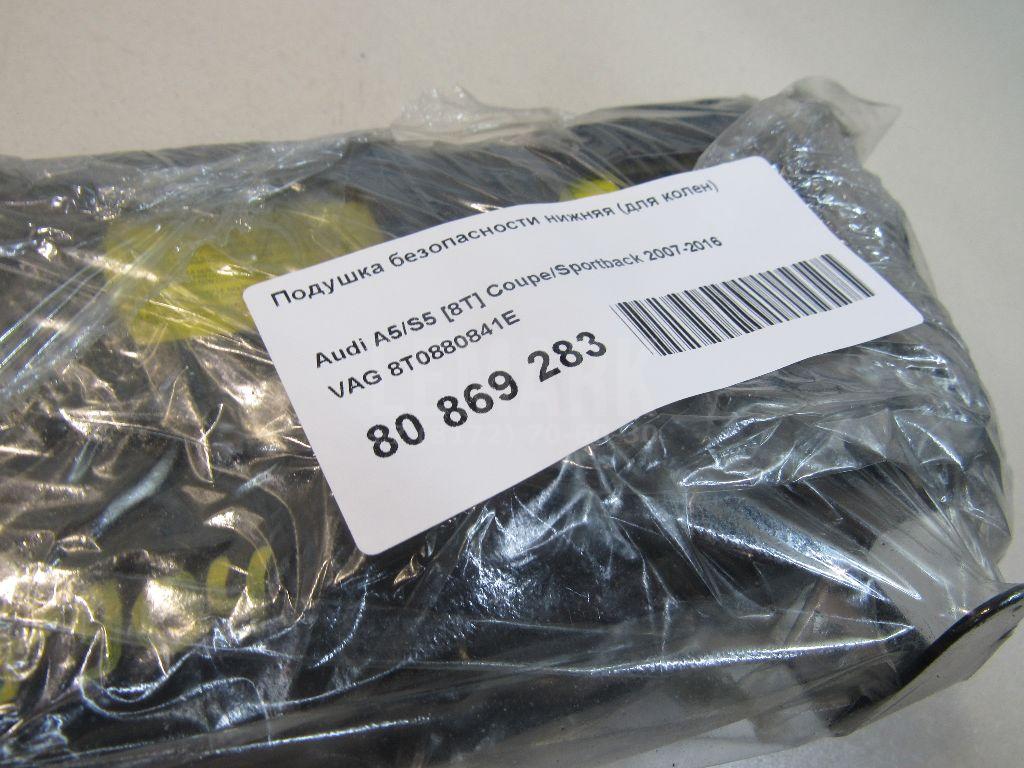 Подушка безопасности нижняя (для колен)
Audi A5/S5 [8T] Coupe/Sportback 2007-2016
VAG 8T0880841E
80 869 283